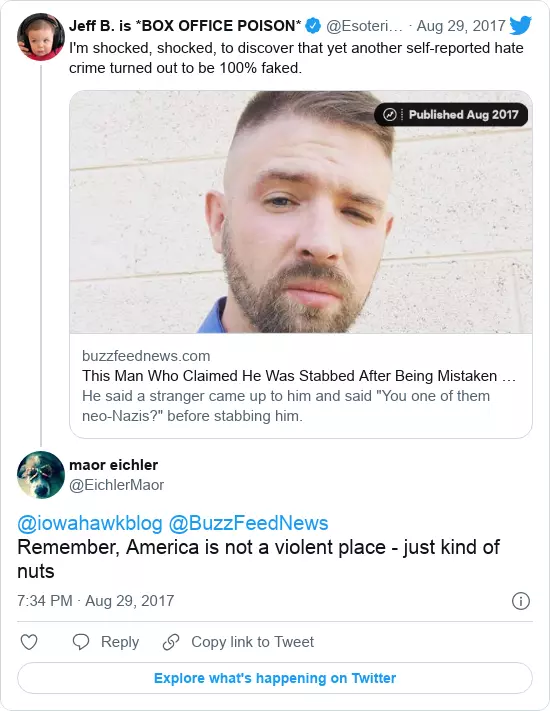 Jeff B. is *BOX OFFICE POISON* @Esoteri… · Aug 29, 2017
I'm shocked, shocked, to discover that yet another self-reported hate
crime turned out to be 100% faked.
Published Aug 2017
buzzfeednews.com
This Man Who Claimed He Was Stabbed After Being Mistaken …
He said a stranger came up to him and said "You one of them
neo-Nazis?" before stabbing him.
maor eichler
@EichlerMaor
@iowahawkblog @BuzzFeedNews
Remember, America is not a violent place - just kind of
nuts
7:34 PM · Aug 29, 2017
Reply
Copy link to Tweet
Explore what's happening on Twitter